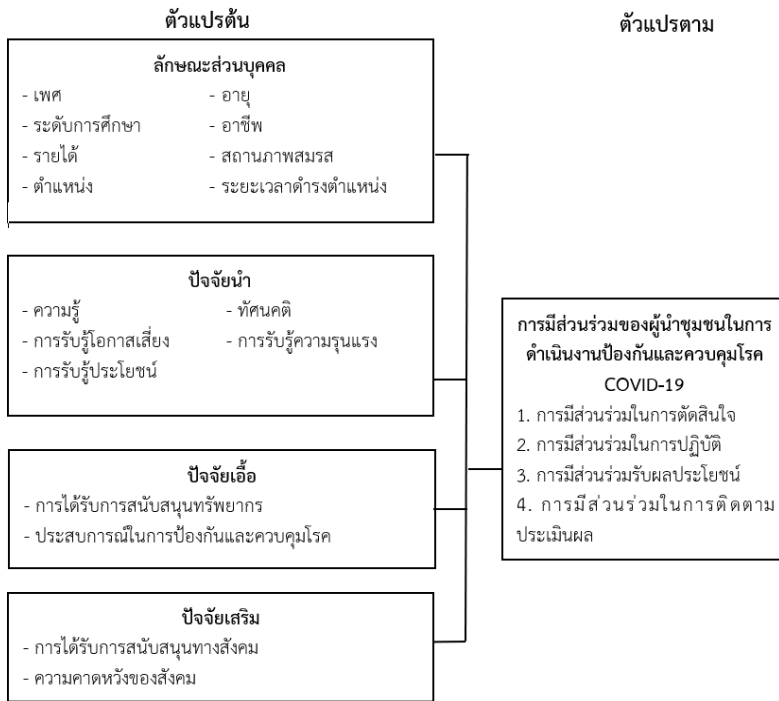 ตัวแปรต้น
ตัวแปรตาม
ลักษณะส่วนบุคคล
- เพศ - อายุ
- ระดับการศึกษา - อาชีพ
- รายได้ - สถานภาพสมรส
- ตำแหน่ง - ระยะเวลาดำรงตำแหน่ง
ปัจจัยนำ
- ความรู้ - ทัศนคติ
- การรับรู้โอกาสเสี่ยง - การรับรู้ความรุนแรง
- การรับรู้ประโยชน์
ปัจจัยเอื้อ
- การได้รับการสนับสนุนทรัพยากร
- ประสบการณ์ในการป้องกันและควบคุมโรค
ปัจจัยเสริม
- การได้รับการสนับสนุนทางสังคม
- ความคาดหวังของสังคม
การมีส่วนร่วมของผู้นำชุมชนในการ
ดำเนินงานป้องกันและควบคุมโรค
COVID-19
1. การมีส่วนร่วมในการตัดสินใจ
2. การมีส่วนร่วมในการปฏิบัติ
3. การมีส่วนร่วมรับผลประโยชน์
4. การมีส่วนร่วมในการติดตาม
ประเมินผล